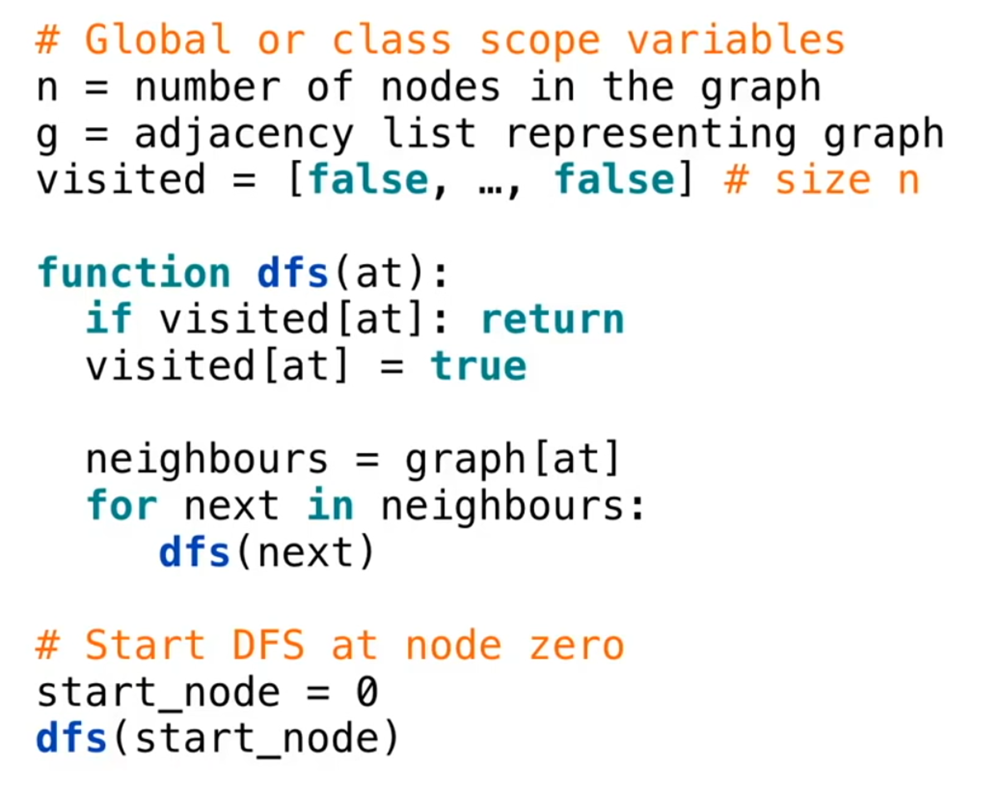 # Global or class scope variables
n = number of nodes in the graph
g = adjacency list representing graph
visited = [false, …, false] # size n
function dfs(at):
if visited[at]: return
visited[at] = true
neighbours = graph[at]
for next in neighbours:
dfs(next)
# Start DFS at node zero
start_node = 0
dfs(start_node)